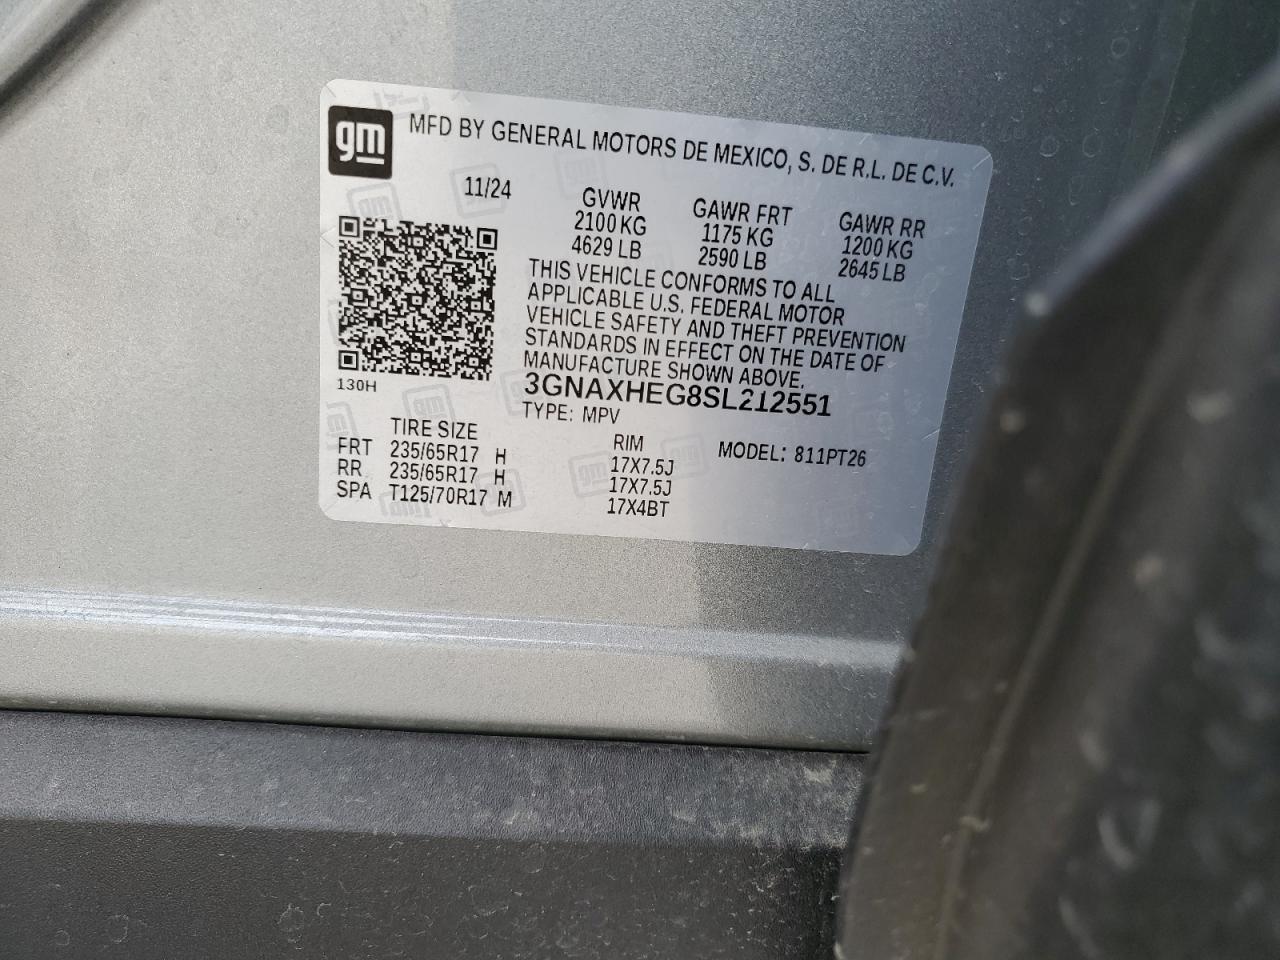 gm
MFD BY GENERAL MOTORS DE MEXICO, S. DE R.L. DE C.V.
11/24
GVWR GAWR FRT GAWR RR
2100 KG 1175 KG 1200 KG
4629 LB 2590 LB 2645 LB
THIS VEHICLE CONFORMS TO ALL
APPLICABLE U.S. FEDERAL MOTOR
VEHICLE SAFETY AND THEFT PREVENTION
STANDARDS IN EFFECT ON THE DATE OF
MANUFACTURE SHOWN ABOVE.
130H
3GNAXHEG8SL212551
TYPE: MPV
TIRE SIZE RIM MODEL: 811PT26
FRT 235/65R17 H 17X7.5J
RR 235/65R17 H 17X7.5J
SPA T125/70R17 M 17X4BT